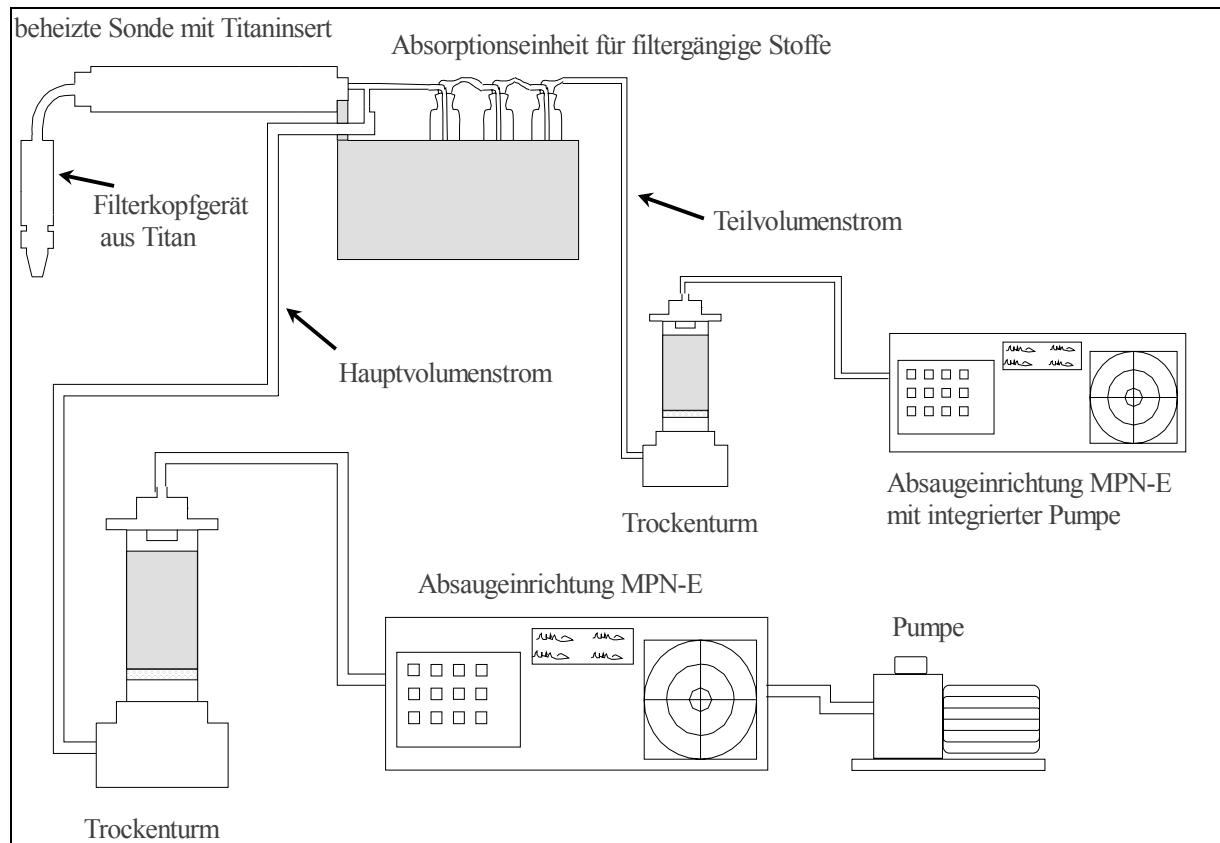 beheizte Sonde mit Titaninsert
Absorptionseinheit für filtergängige Stoffe
Filterkopfgerät
aus Titan
Teilvolumenstrom
Hauptvolumenstrom
Absaugeinrichtung MPN-E
mit integrierter Pumpe
Trockenturm
Absaugeinrichtung MPN-E
Pumpe
Trockenturm